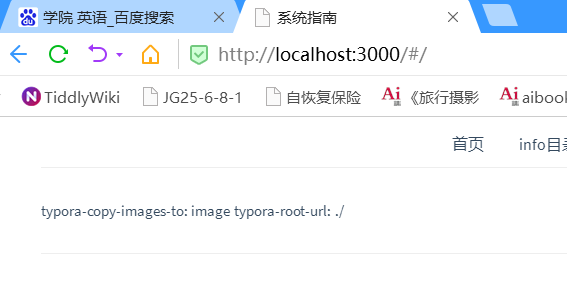 学院 英语_百度搜索 系统指南
http://localhost:3000/#/
TiddlyWiki JG25-6-8-1 自恢复保险 《旅行摄影 aibook
首页 info目录
typora-copy-images-to: image typora-root-url: ./